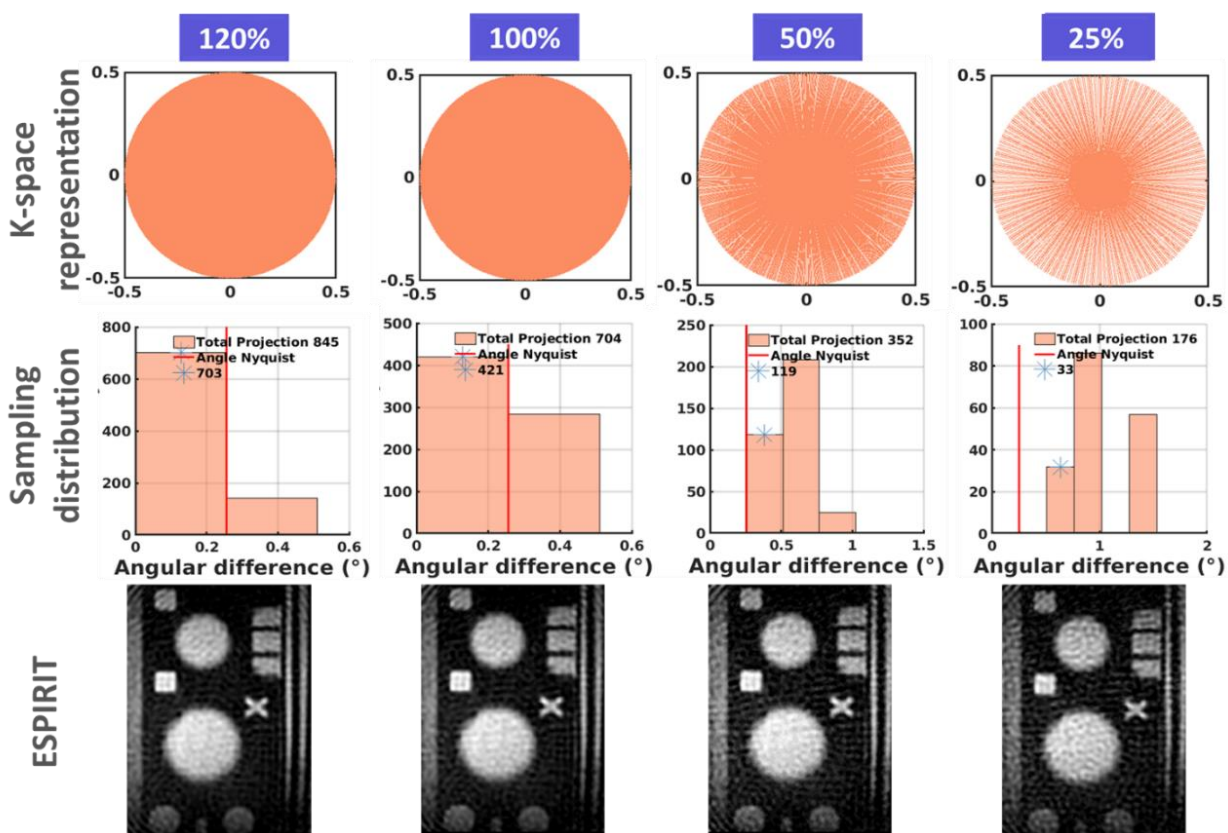 120% 100% 50% 25%
K-space
representation
0.5 0.5 0.5 0.5
0 0 0 0
-0.5 -0.5 -0.5 -0.5
-0.5 0 0.5 -0.5 0 0.5 -0.5 0 0.5 -0.5 0 0.5
Sampling
distribution
800
600
400
200
0
Total Projection 845
Angle Nyquist
703
0 0.2 0.4 0.6
Angular difference (°)
500
400
300
200
100
0
Total Projection 704
Angle Nyquist
421
0 0.2 0.4 0.6
Angular difference (°)
250
200
150
100
50
0
Total Projection 352
Angle Nyquist
119
0 0.5 1 1.5
Angular difference (°)
100
80
60
40
20
0
Total Projection 176
Angle Nyquist
33
0 1 2
Angular difference (°)
ESPIRIT